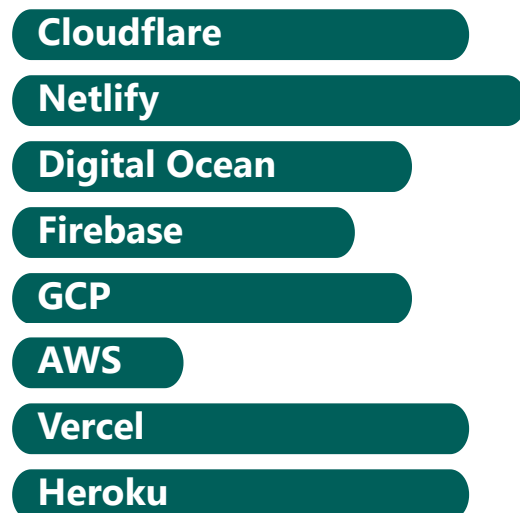 Cloudflare
Netlify
Digital Ocean
Firebase
GCP
AWS
Vercel
Heroku